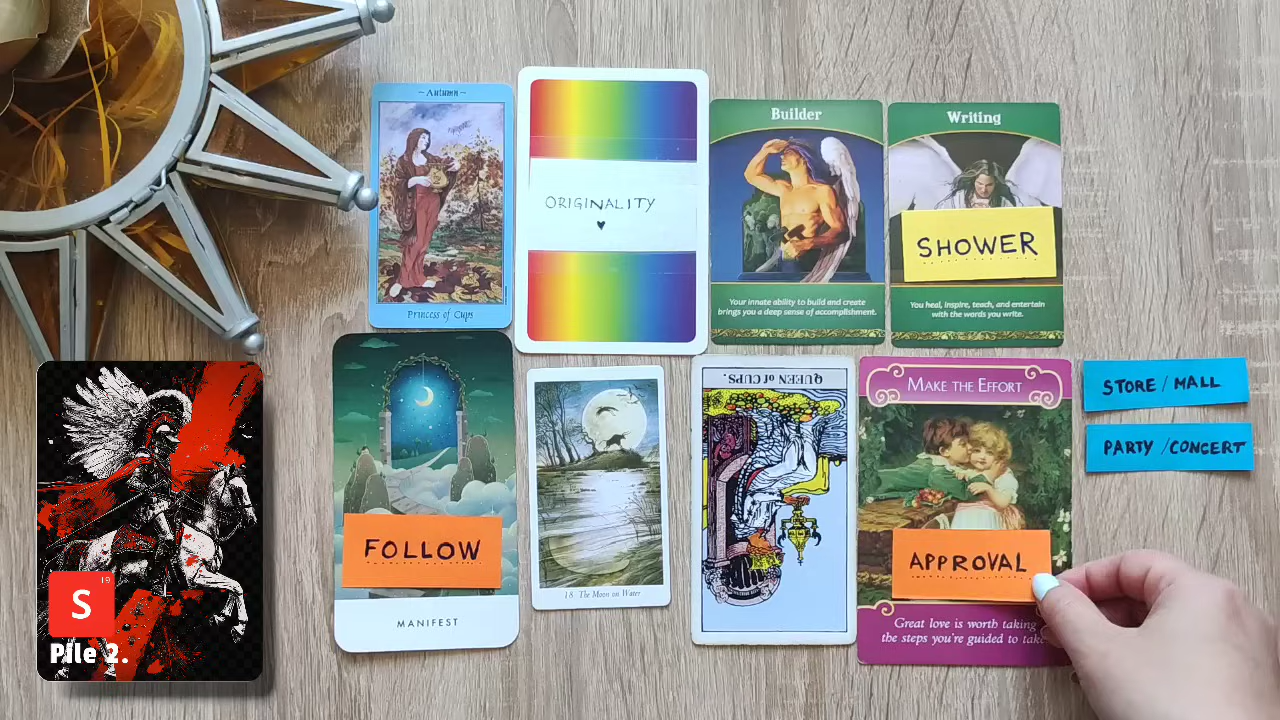 ~ Autumn ~
Princess of Cups
ORIGINALITY
Builder
Your innate ability to build and create
brings you a deep sense of accomplishment.
Writing
SHOWER
You heal, inspire, teach, and entertain
with the words you write.
19
S
Pile 2.
FOLLOW
MANIFEST
18 The Moon on Water
QUEEN of CUPS.
MAKE THE EFFORT
APPROVAL
Great love is worth taking
the steps you're guided to take.
STORE / MALL
PARTY / CONCERT